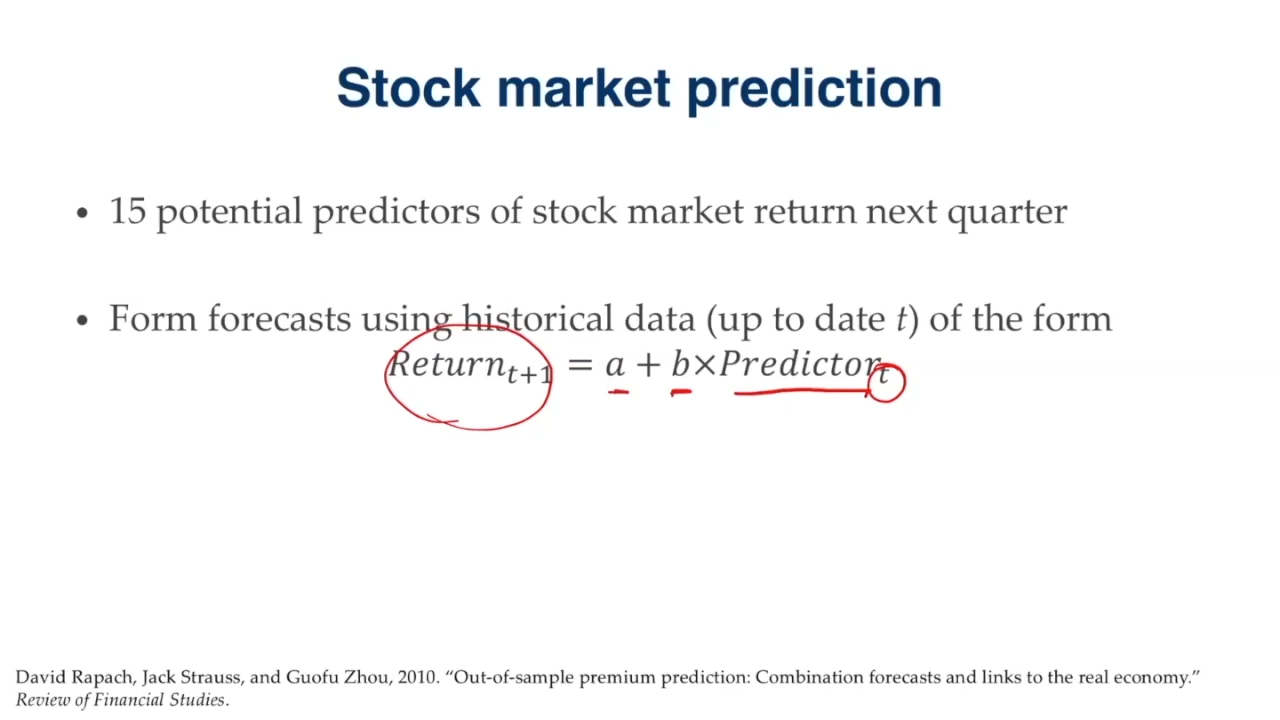 Stock market prediction
• 15 potential predictors of stock market return next quarter
• Form forecasts using historical data (up to date t) of the form
Return_{t+1} = a + b×Predictor_t
David Rapach, Jack Strauss, and Guofu Zhou, 2010. “Out-of-sample premium prediction: Combination forecasts and links to the real economy.”
Review of Financial Studies.